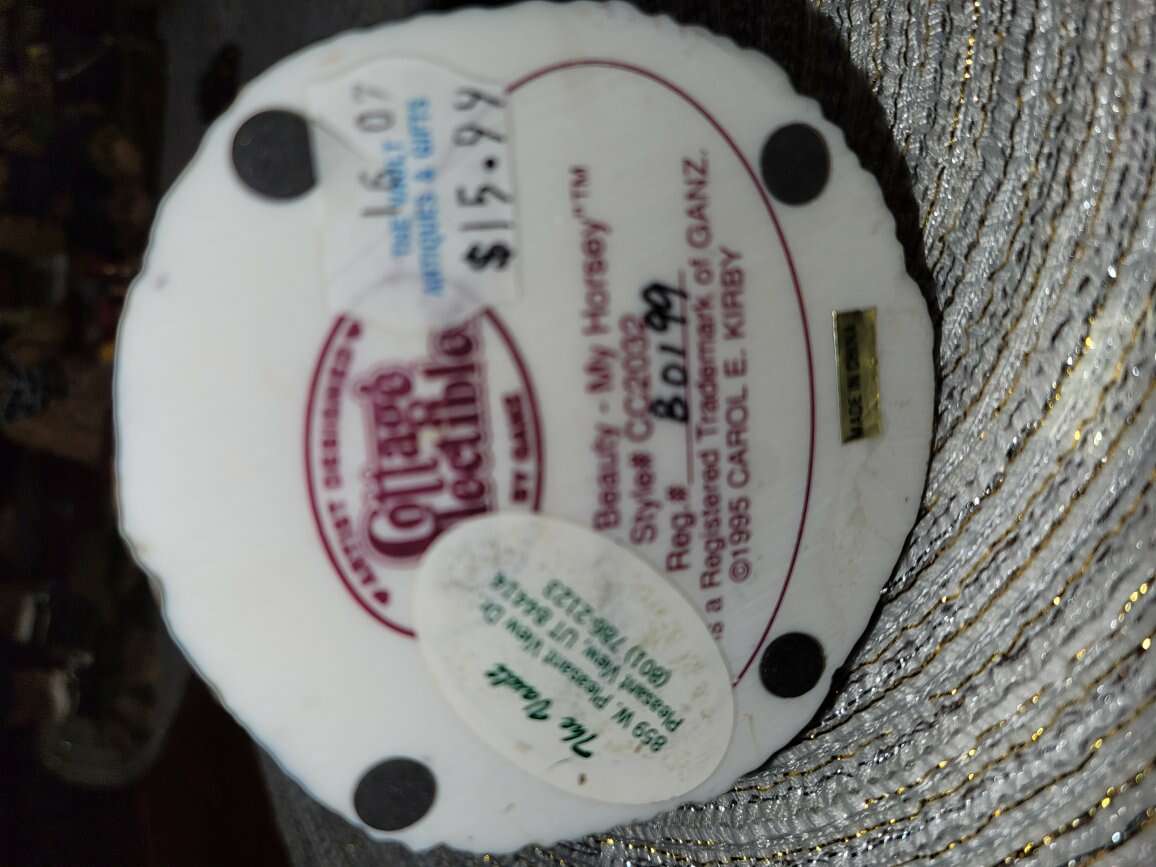 16 07
THE VAULT
ANTIQUES & GIFTS
$15.99
ARTIST DESIGNED
Cottage
BY GANZ
Beauty - My Horsey"™
Style# CC2032
Reg.# B0199
is a Registered Trademark of GANZ.
©1995 CAROL E. KIRBY
MADE IN CHINA
The Vault
859 W. Pleasant View Dr.
Pleasant View, UT 84414
(801) 786-2123